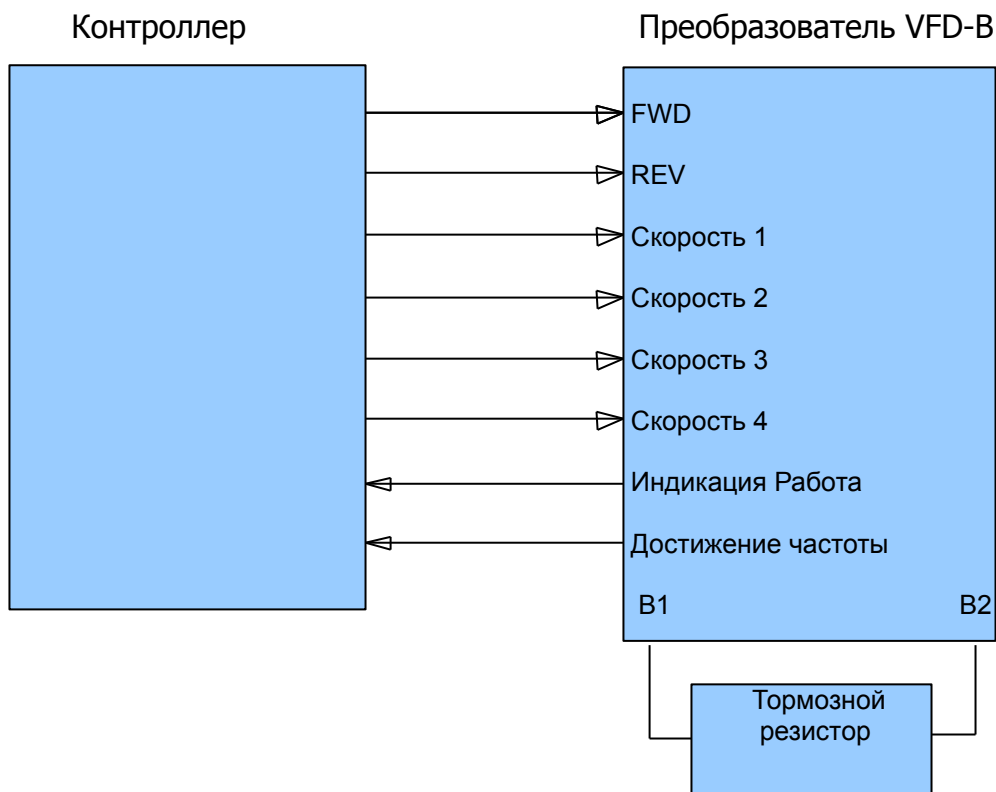 Контроллер
Преобразователь VFD-B
FWD
REV
Скорость 1
Скорость 2
Скорость 3
Скорость 4
Индикация Работа
Достижение частоты
B1
B2
Тормозной
резистор